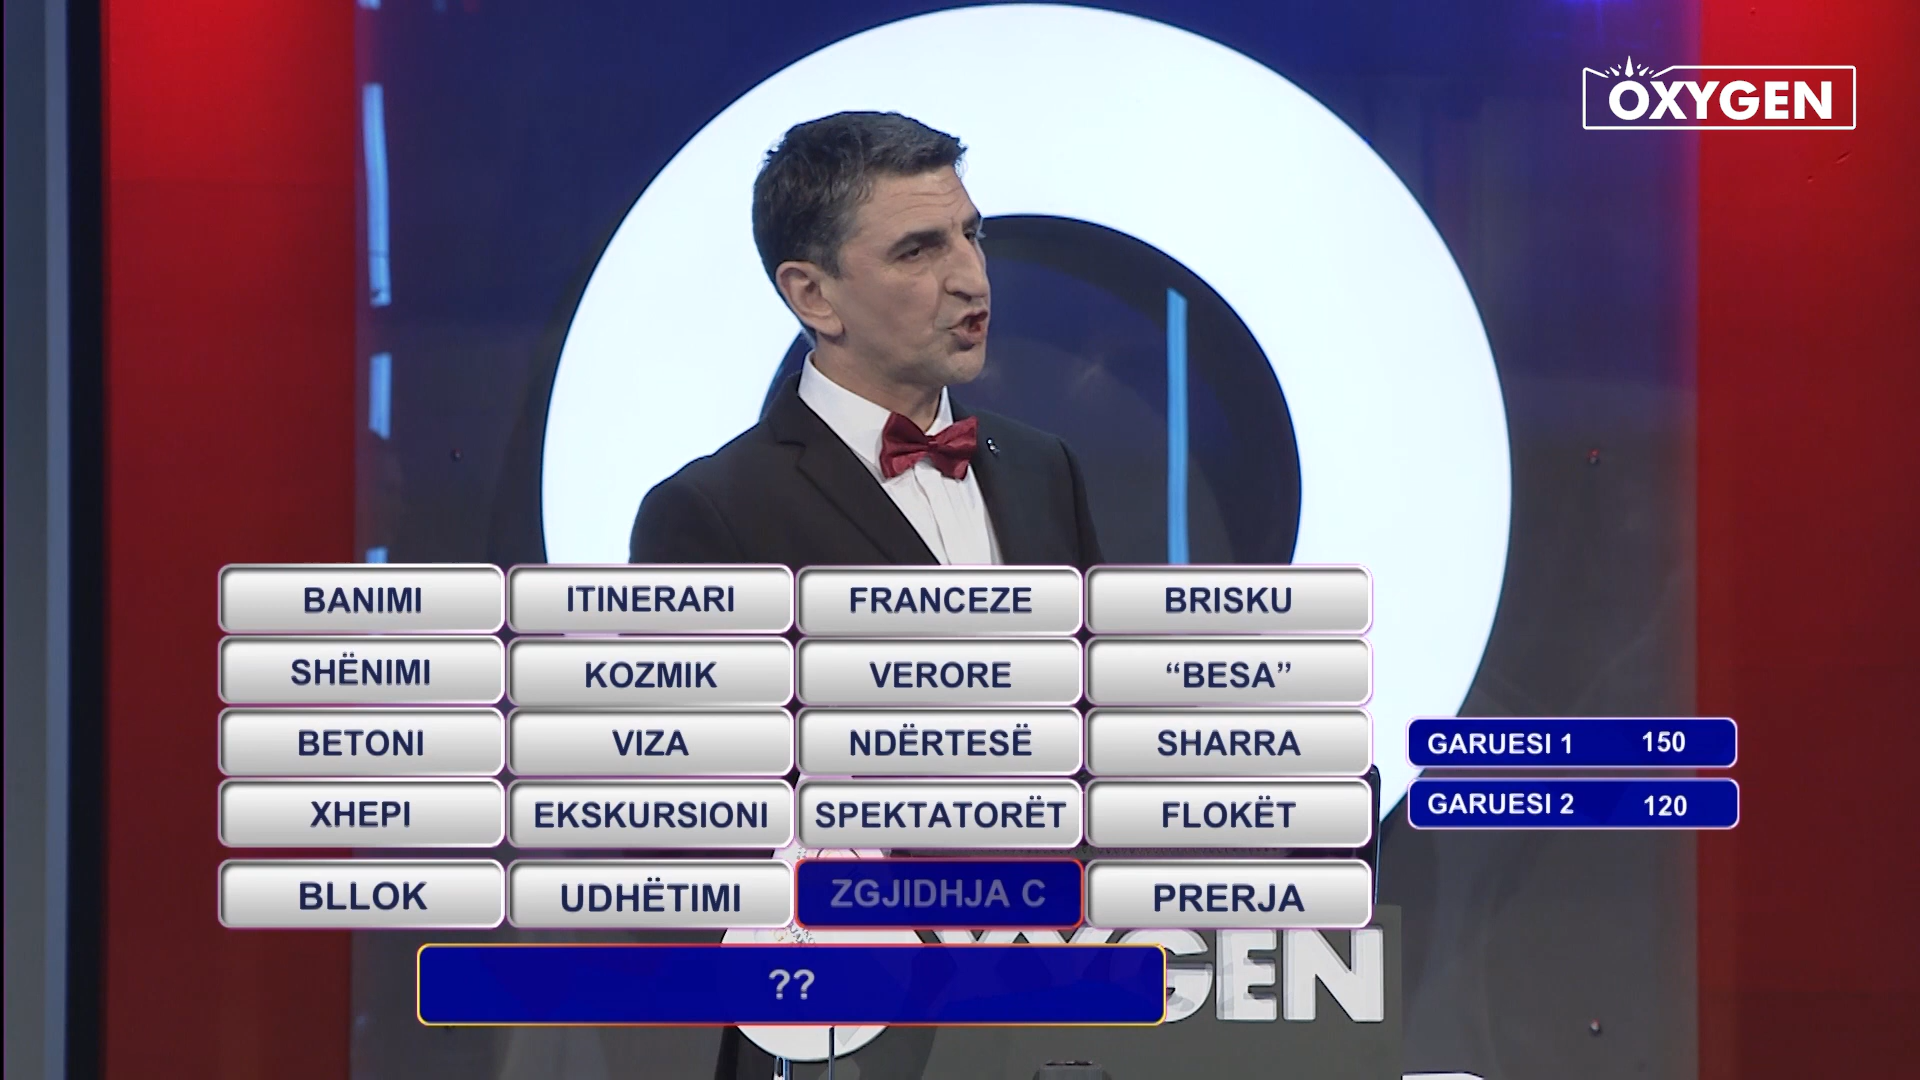 OXYGEN
BANIMI ITINERARI FRANCEZE BRISKU
SHËNIMI KOZMIK VERORE “BESA”
BETONI VIZA NDËRTESË SHARRA
GARUESI 1 150
XHEPI EKSKURSIONI SPEKTATORËT FLOKËT
GARUESI 2 120
BLLOK UDHËTIMI ZGJIDHJA C PRERJA
??
YGEN